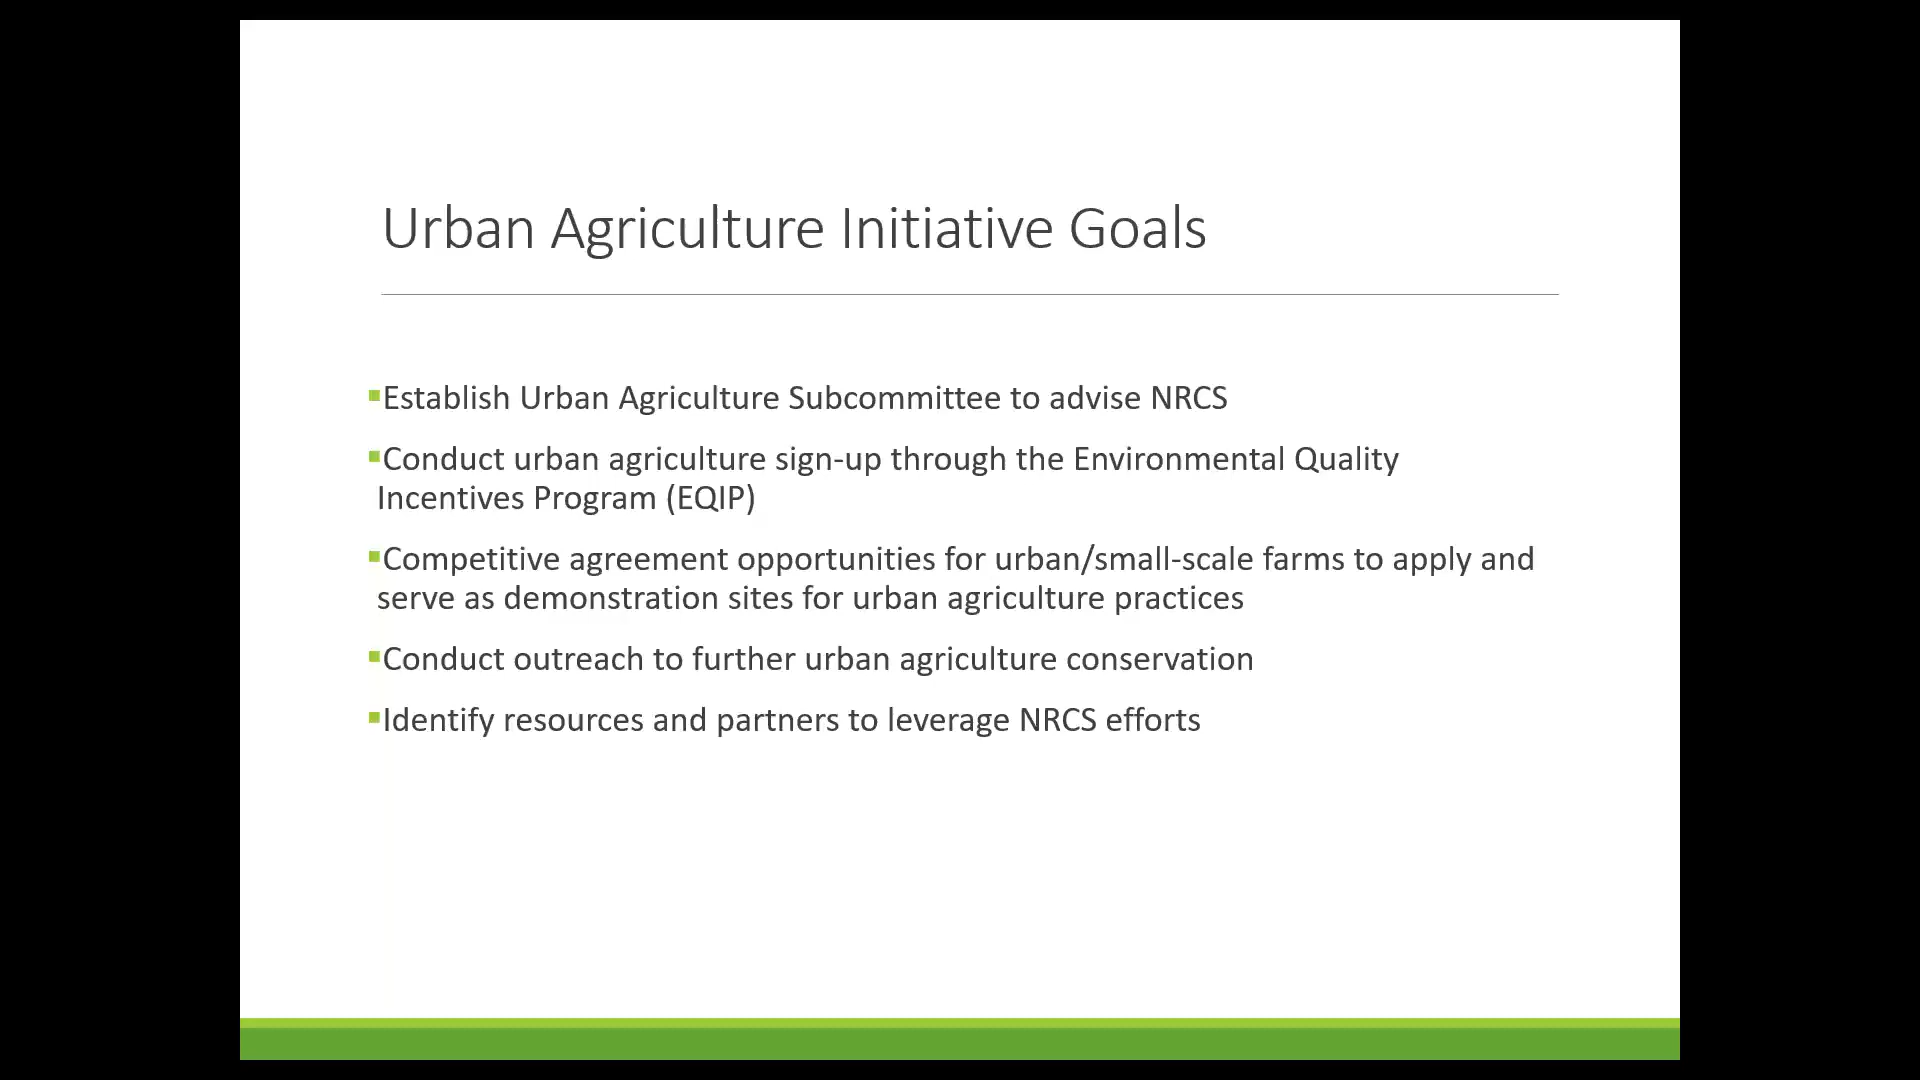 Urban Agriculture Initiative Goals
▪Establish Urban Agriculture Subcommittee to advise NRCS
▪Conduct urban agriculture sign-up through the Environmental Quality
Incentives Program (EQIP)
▪Competitive agreement opportunities for urban/small-scale farms to apply and
serve as demonstration sites for urban agriculture practices
▪Conduct outreach to further urban agriculture conservation
▪Identify resources and partners to leverage NRCS efforts